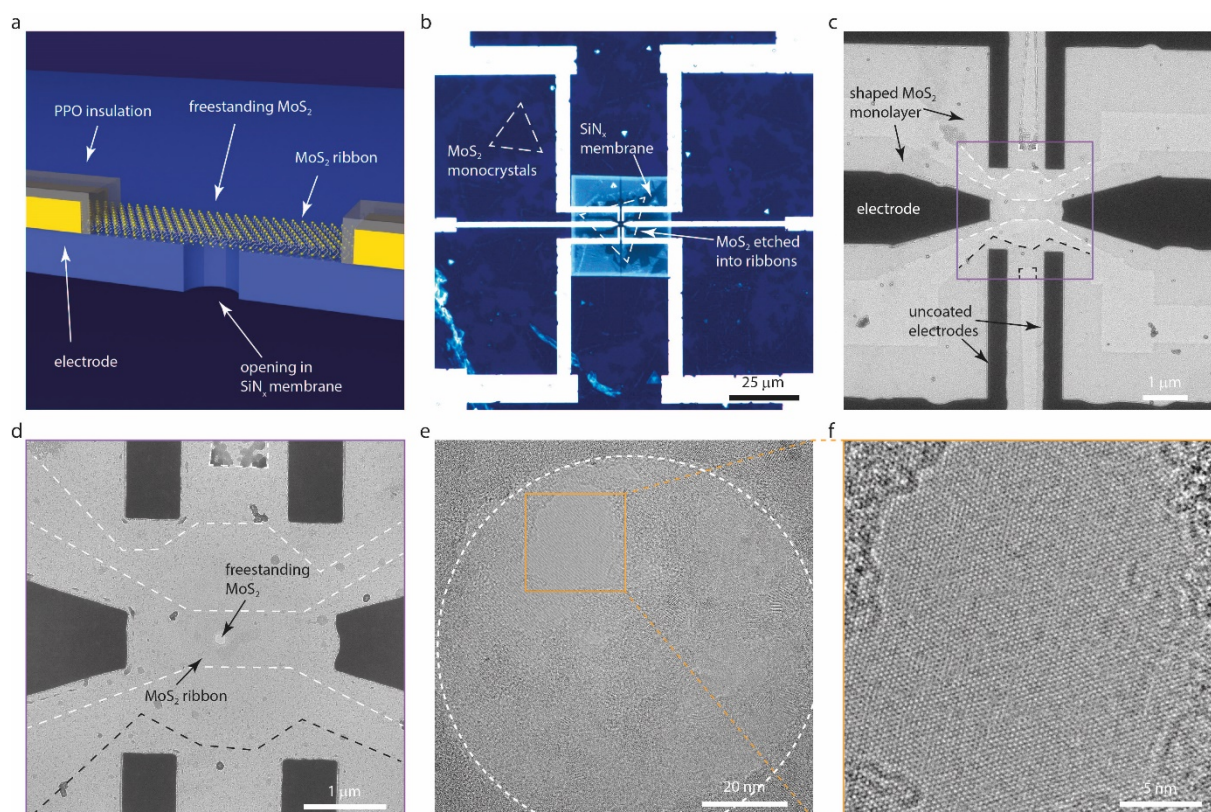 a
PPO insulation
freestanding MoS₂
MoS₂ ribbon
electrode
opening in
SiNₓ membrane
b
MoS₂
monocrystals
SiNₓ
membrane
MoS₂ etched
into ribbons
25 µm
c
shaped MoS₂
monolayer
electrode
uncoated
electrodes
1 µm
d
freestanding
MoS₂
MoS₂ ribbon
1 µm
e
20 nm
f
5 nm